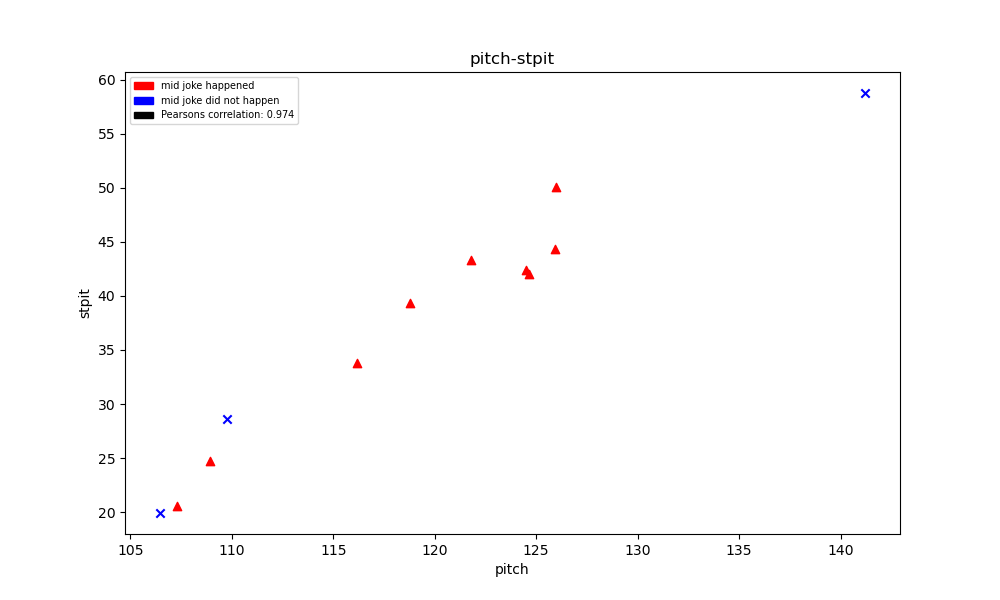 pitch-stpit
mid joke happened
mid joke did not happen
Pearsons correlation: 0.974
60
55
50
45
40
35
30
25
20
stpit
105 110 115 120 125 130 135 140
pitch